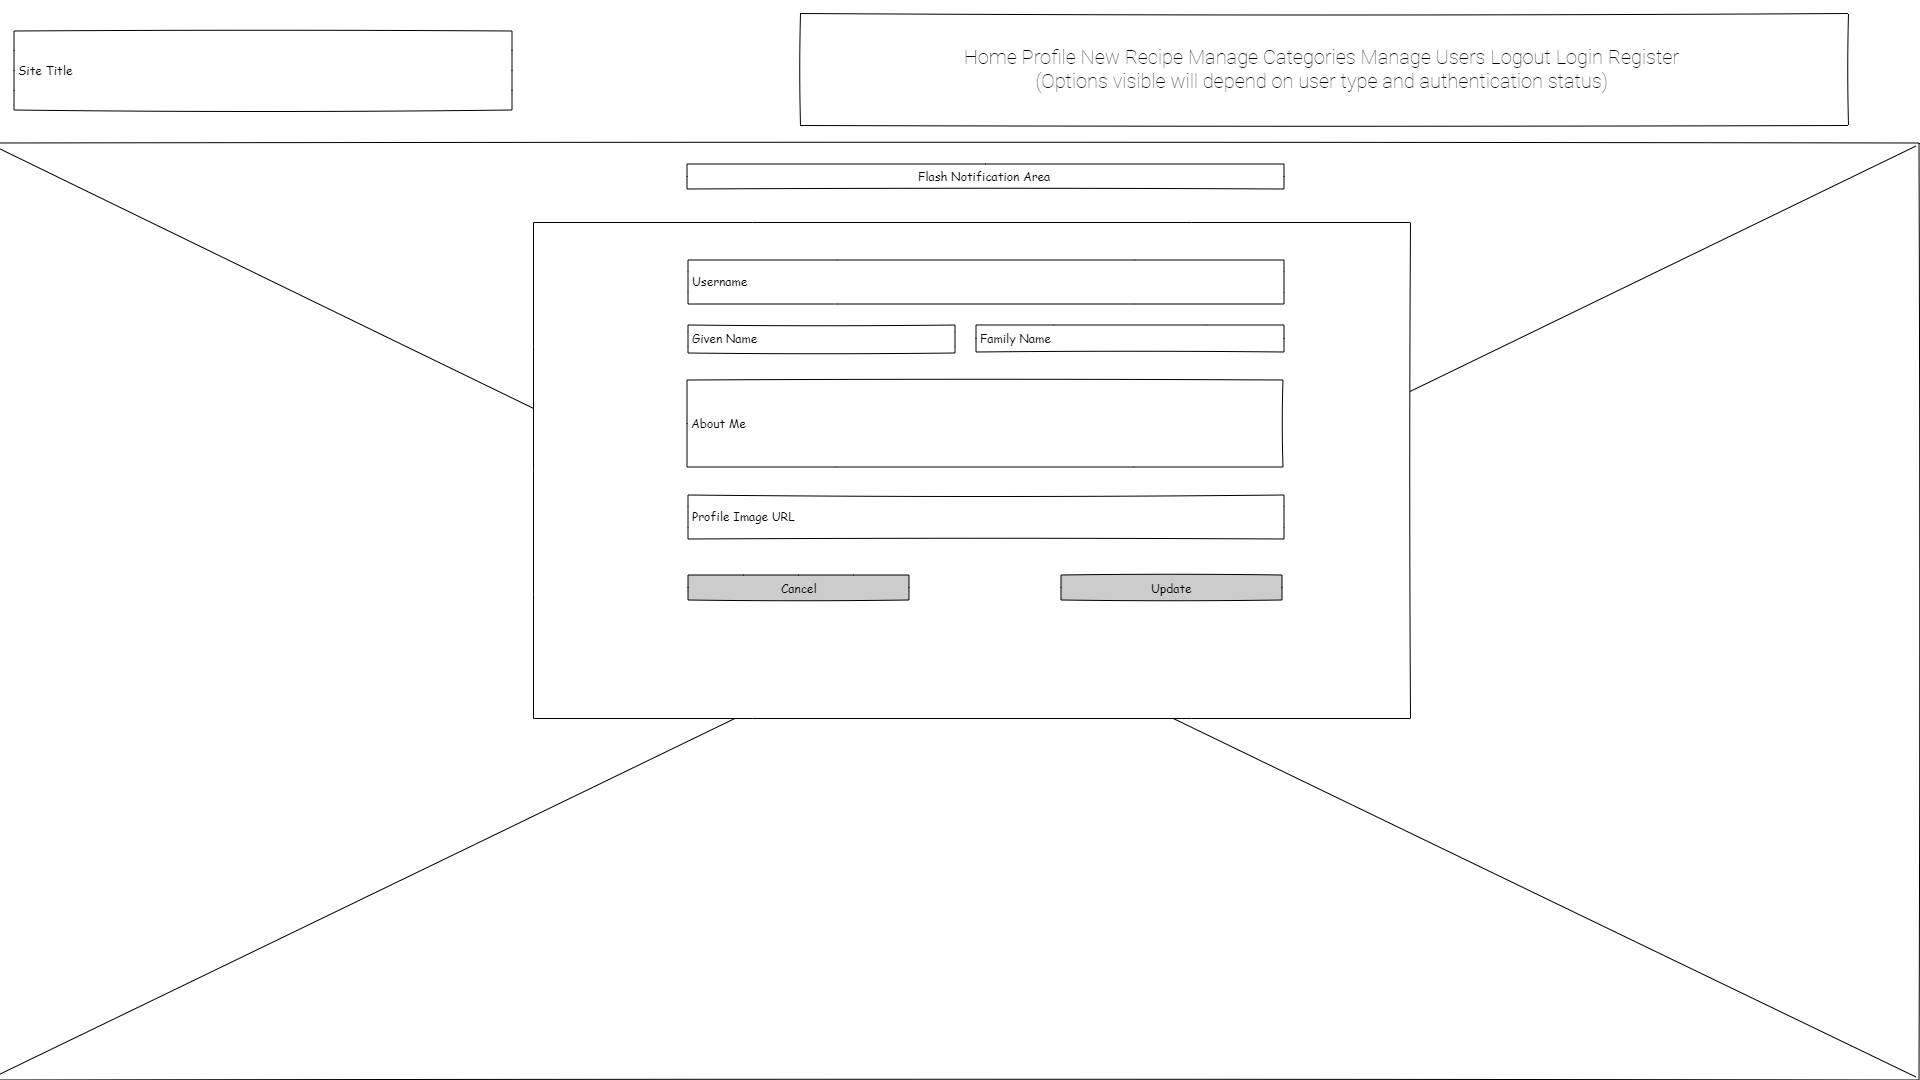 Site Title
Home Profile New Recipe Manage Categories Manage Users Logout Login Register
(Options visible will depend on user type and authentication status)
Flash Notification Area
Username
Given Name
Family Name
About Me
Profile Image URL
Cancel
Update